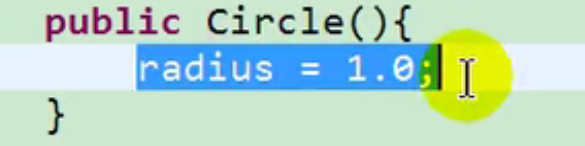 public Circle(){
radius = 1.0;
}